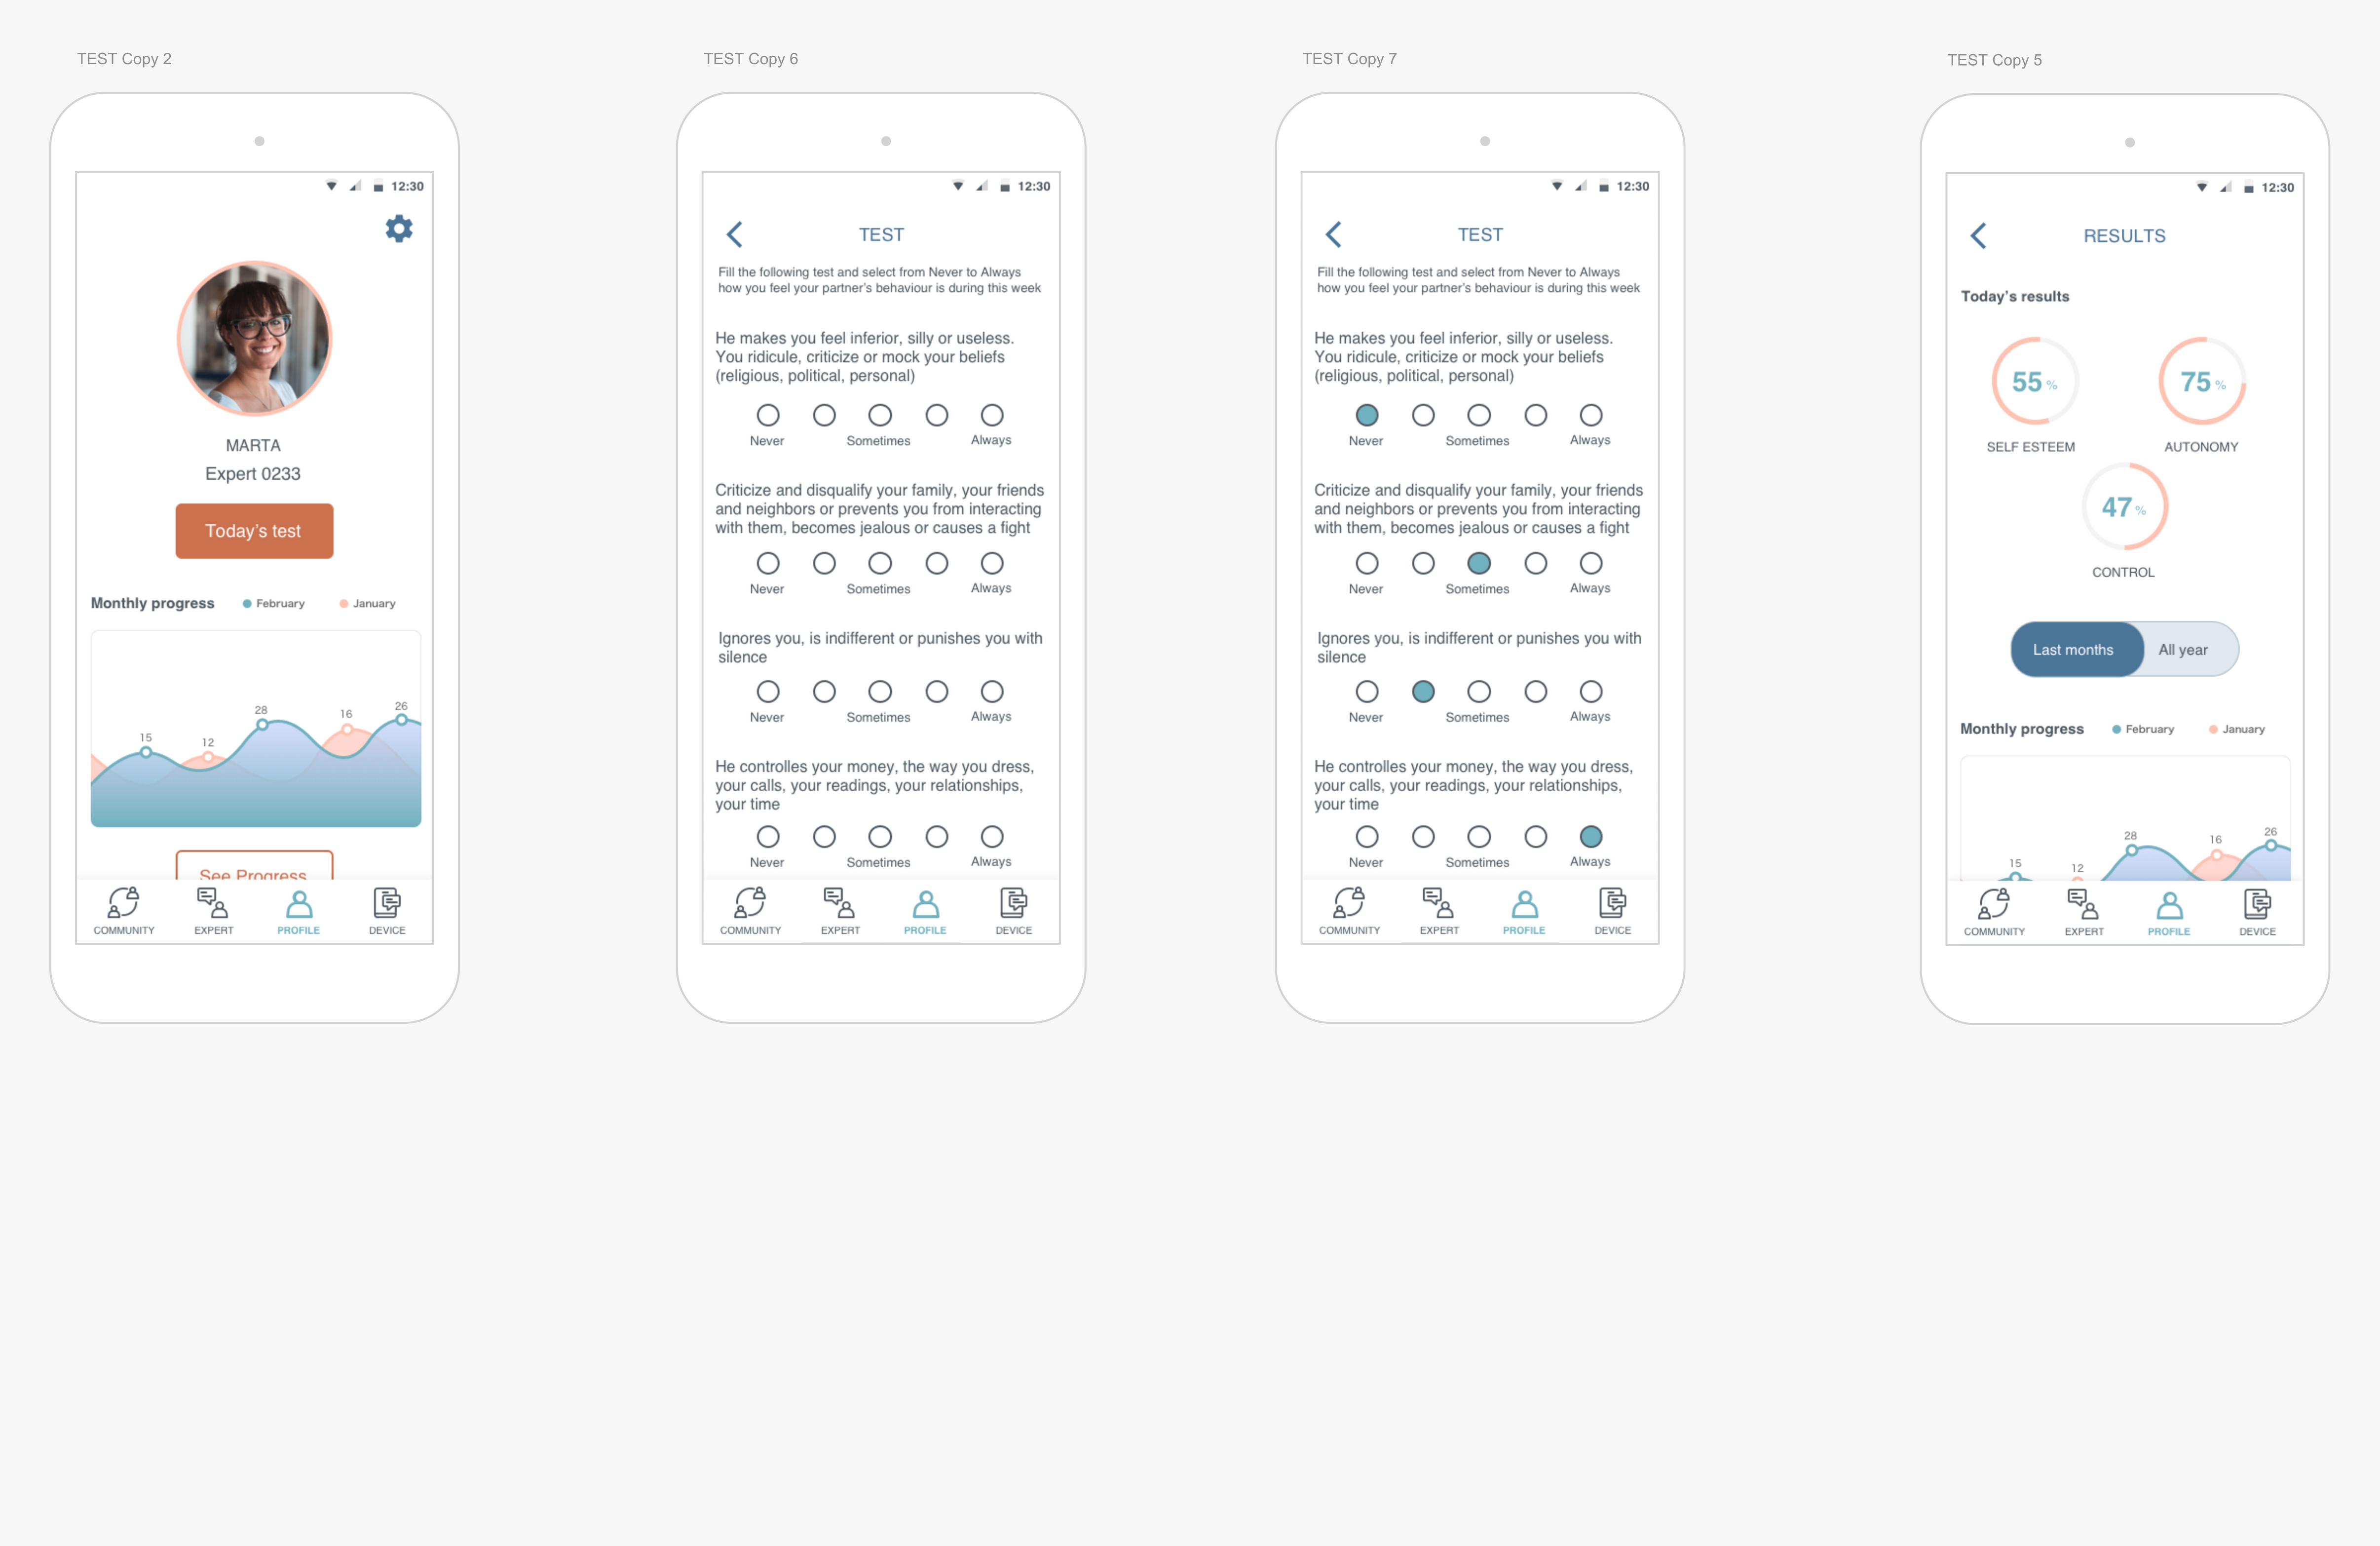 TEST Copy 2
12:30
MARTA
Expert 0233
Today's test
Monthly progress
February
January
15
12
28
16
26
See Progress
COMMUNITY
EXPERT
PROFILE
DEVICE
TEST Copy 6
12:30
TEST
Fill the following test and select from Never to Always
how you feel your partner's behaviour is during this week
He makes you feel inferior, silly or useless.
You ridicule, criticize or mock your beliefs
(religious, political, personal)
Never
Sometimes
Always
Criticize and disqualify your family, your friends
and neighbors or prevents you from interacting
with them, becomes jealous or causes a fight
Never
Sometimes
Always
Ignores you, is indifferent or punishes you with
silence
Never
Sometimes
Always
He controlles your money, the way you dress,
your calls, your readings, your relationships,
your time
Never
Sometimes
Always
COMMUNITY
EXPERT
PROFILE
DEVICE
TEST Copy 7
12:30
TEST
Fill the following test and select from Never to Always
how you feel your partner's behaviour is during this week
He makes you feel inferior, silly or useless.
You ridicule, criticize or mock your beliefs
(religious, political, personal)
Never
Sometimes
Always
Criticize and disqualify your family, your friends
and neighbors or prevents you from interacting
with them, becomes jealous or causes a fight
Never
Sometimes
Always
Ignores you, is indifferent or punishes you with
silence
Never
Sometimes
Always
He controlles your money, the way you dress,
your calls, your readings, your relationships,
your time
Never
Sometimes
Always
COMMUNITY
EXPERT
PROFILE
DEVICE
TEST Copy 5
12:30
RESULTS
Today's results
55 %
75 %
SELF ESTEEM
AUTONOMY
47 %
CONTROL
Last months
All year
Monthly progress
February
January
15
12
28
16
26
COMMUNITY
EXPERT
PROFILE
DEVICE